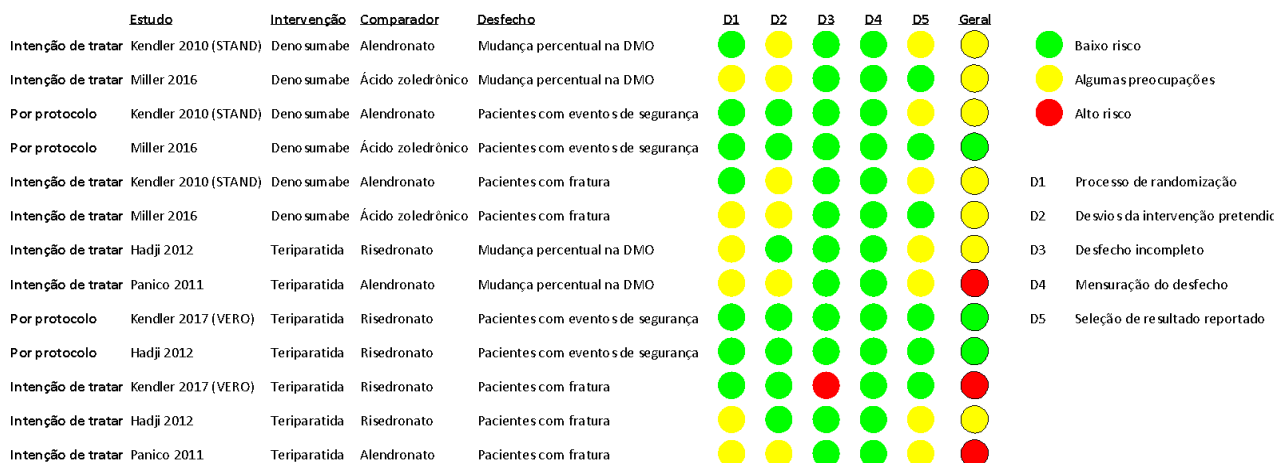 Estudo Intervenção Comparador Desfecho D1 D2 D3 D4 D5 Geral
Intenção de tratar Kendler 2010 (STAND) Denosumabe Alendronato Mudança percentual na DMO Baixo risco
Intenção de tratar Miller 2016 Denosumabe Ácido zoledrônico Mudança percentual na DMO Algumas preocupações
Por protocolo Kendler 2010 (STAND) Denosumabe Alendronato Pacientes com eventos de segurança Alto risco
Por protocolo Miller 2016 Denosumabe Ácido zoledrônico Pacientes com eventos de segurança
Intenção de tratar Kendler 2010 (STAND) Denosumabe Alendronato Pacientes com fratura D1 Processo de randomização
Intenção de tratar Miller 2016 Denosumabe Ácido zoledrônico Pacientes com fratura D2 Desvios da intervenção pretendid
Intenção de tratar Hadji 2012 Teriparatida Risedronato Mudança percentual na DMO D3 Desfecho incompleto
Intenção de tratar Panico 2011 Teriparatida Alendronato Mudança percentual na DMO D4 Mensuração do desfecho
Por protocolo Kendler 2017 (VERO) Teriparatida Risedronato Pacientes com eventos de segurança D5 Seleção de resultado reportado
Por protocolo Hadji 2012 Teriparatida Risedronato Pacientes com eventos de segurança
Intenção de tratar Kendler 2017 (VERO) Teriparatida Risedronato Pacientes com fratura
Intenção de tratar Hadji 2012 Teriparatida Risedronato Pacientes com fratura
Intenção de tratar Panico 2011 Teriparatida Alendronato Pacientes com fratura